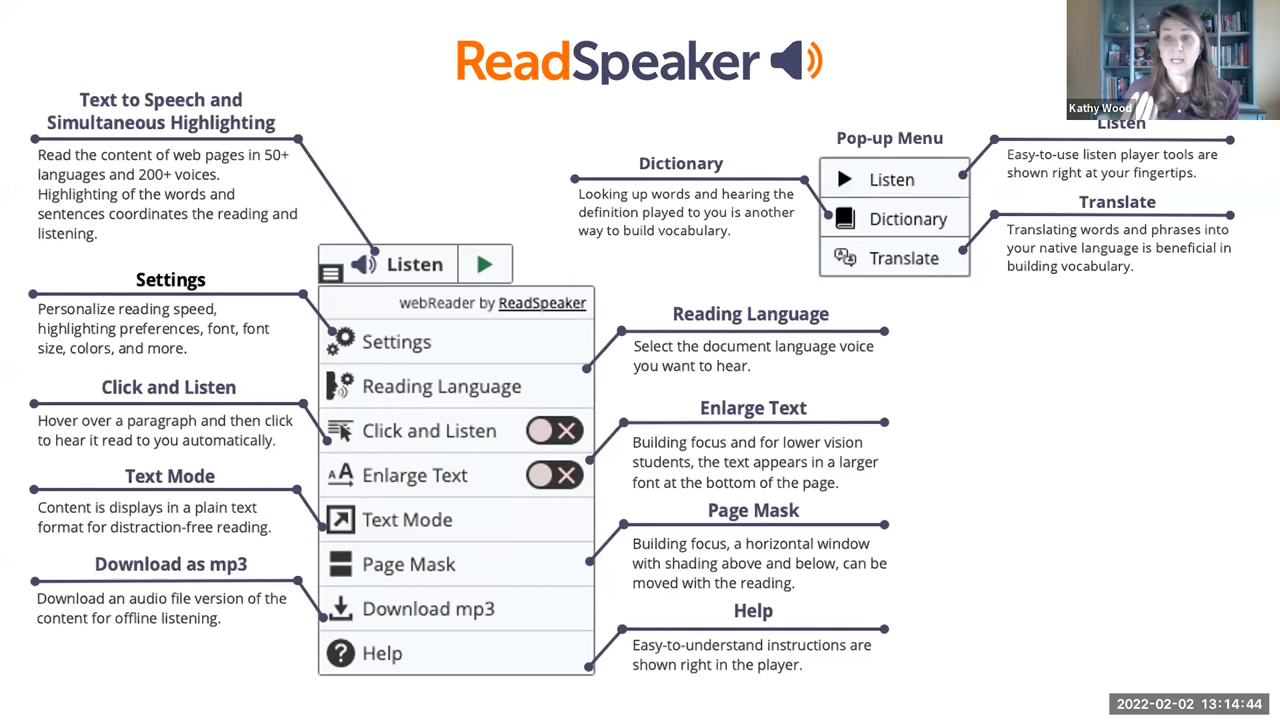 ReadSpeaker
Kathy Wood
Text to Speech and
Simultaneous Highlighting
Read the content of web pages in 50+
languages and 200+ voices.
Highlighting of the words and
sentences coordinates the reading and
listening.
Settings
Personalize reading speed,
highlighting preferences, font, font
size, colors, and more.
Click and Listen
Hover over a paragraph and then click
to hear it read to you automatically.
Text Mode
Content is displays in a plain text
format for distraction-free reading.
Download as mp3
Download an audio file version of the
content for offline listening.
Listen
webReader by ReadSpeaker
Settings
Reading Language
Click and Listen
Enlarge Text
Text Mode
Page Mask
Download mp3
Help
Dictionary
Looking up words and hearing the
definition played to you is another
way to build vocabulary.
Pop-up Menu
Listen
Dictionary
Translate
Listen
Easy-to-use listen player tools are
shown right at your fingertips.
Translate
Translating words and phrases into
your native language is beneficial in
building vocabulary.
Reading Language
Select the document language voice
you want to hear.
Enlarge Text
Building focus and for lower vision
students, the text appears in a larger
font at the bottom of the page.
Page Mask
Building focus, a horizontal window
with shading above and below, can be
moved with the reading.
Help
Easy-to-understand instructions are
shown right in the player.
2022-02-02 13:14:44